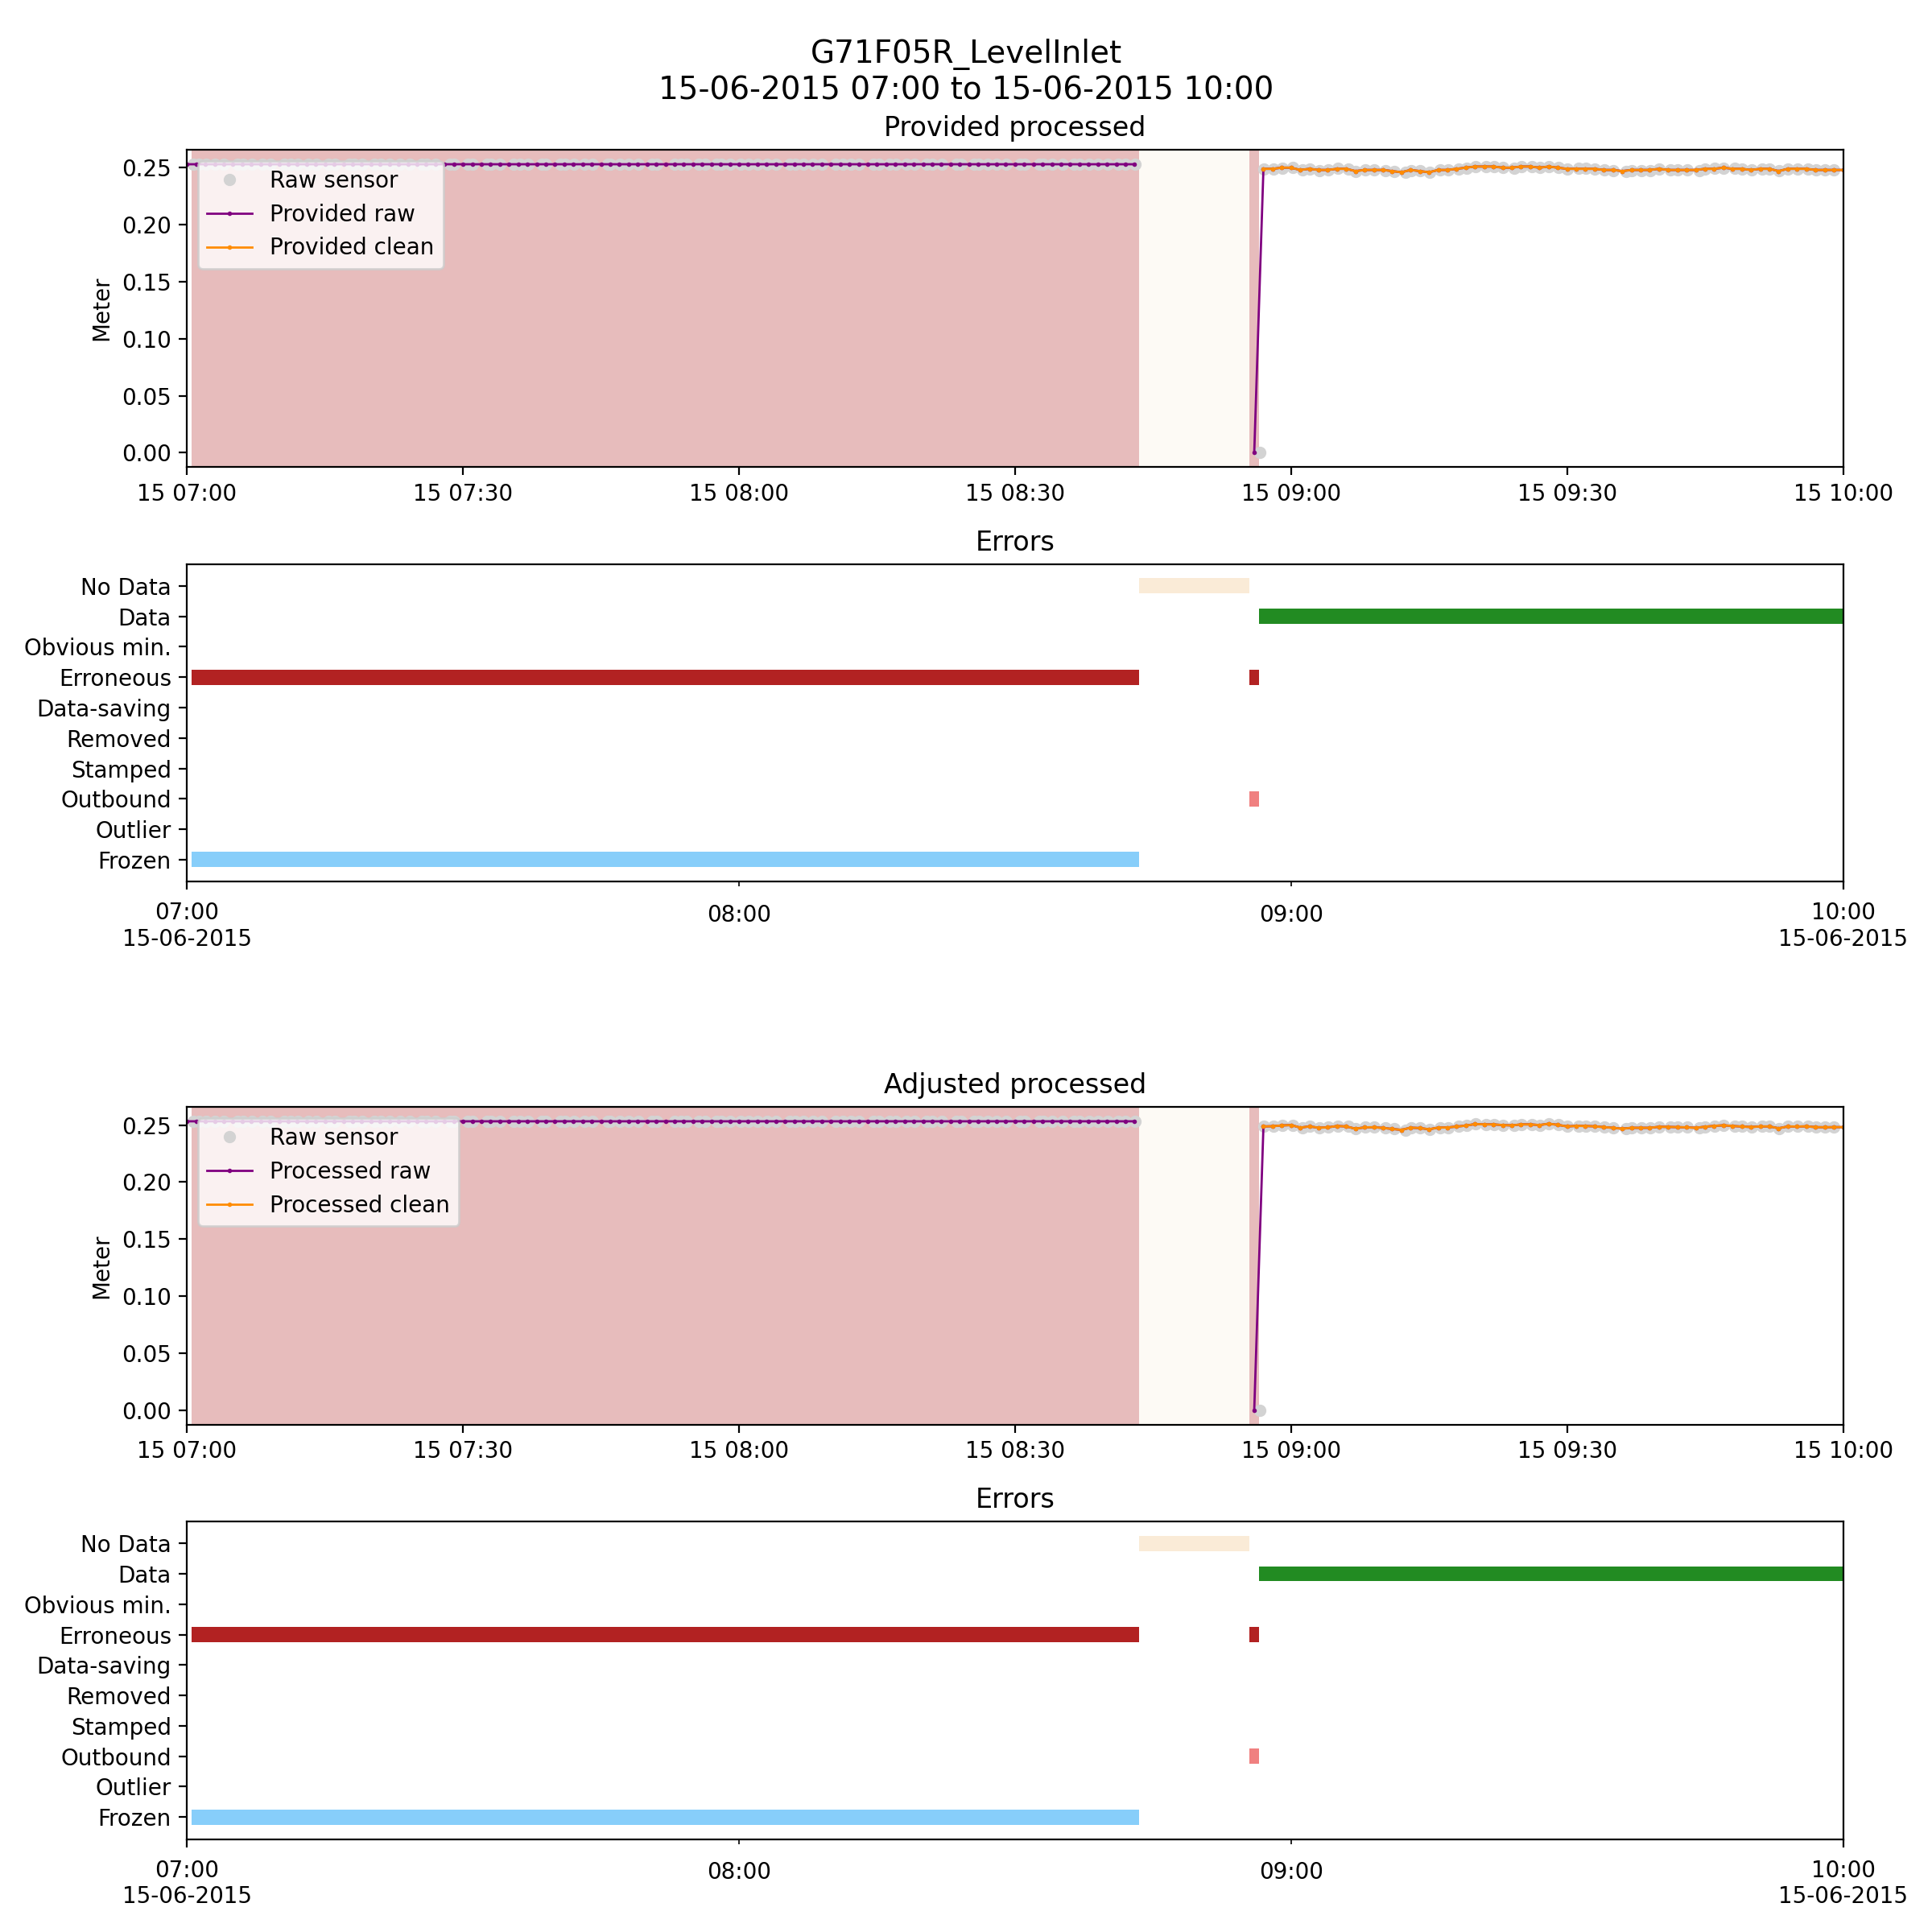 G71F05R_LevelInlet
15-06-2015 07:00 to 15-06-2015 10:00
Provided processed
Meter
0.25
0.20
0.15
0.10
0.05
0.00
Raw sensor
Provided raw
Provided clean
15 07:00 15 07:30 15 08:00 15 08:30 15 09:00 15 09:30 15 10:00
Errors
No Data
Data
Obvious min.
Erroneous
Data-saving
Removed
Stamped
Outbound
Outlier
Frozen
07:00 08:00 09:00 10:00
15-06-2015 15-06-2015
Adjusted processed
Meter
0.25
0.20
0.15
0.10
0.05
0.00
Raw sensor
Processed raw
Processed clean
15 07:00 15 07:30 15 08:00 15 08:30 15 09:00 15 09:30 15 10:00
Errors
No Data
Data
Obvious min.
Erroneous
Data-saving
Removed
Stamped
Outbound
Outlier
Frozen
07:00 08:00 09:00 10:00
15-06-2015 15-06-2015